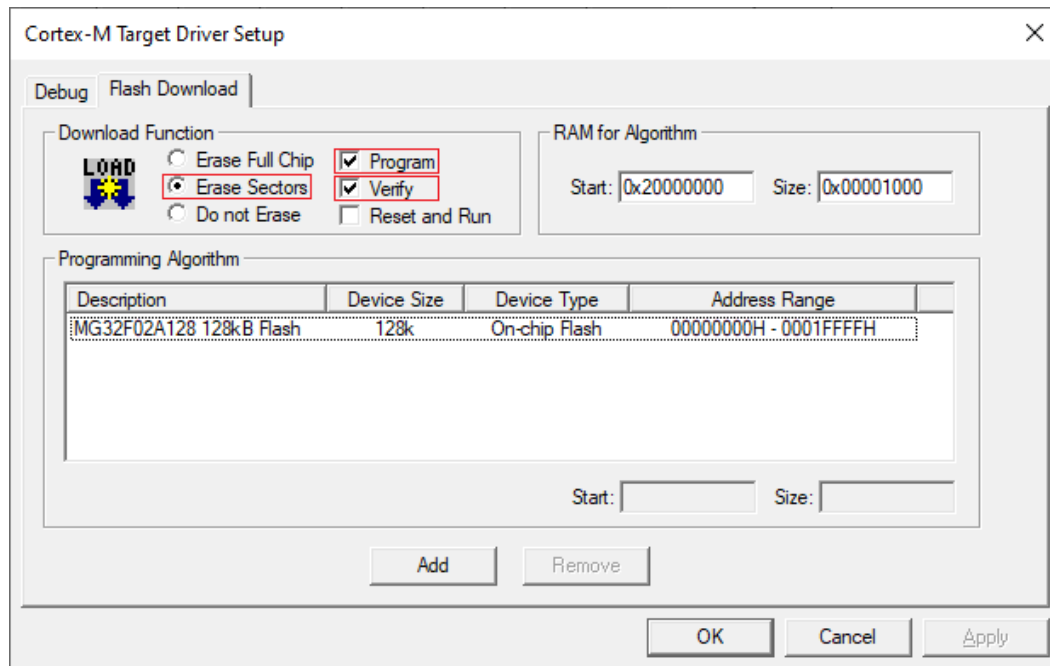 Cortex-M Target Driver Setup
Debug
Flash Download
Download Function
LOAD
Erase Full Chip
Erase Sectors
Do not Erase
Program
Verify
Reset and Run
RAM for Algorithm
Start: 0x20000000 Size: 0x00001000
Programming Algorithm
Description Device Size Device Type Address Range
MG32F02A128 128kB Flash 128k On-chip Flash 00000000H - 0001FFFFH
Start: Size:
Add Remove
OK Cancel Apply